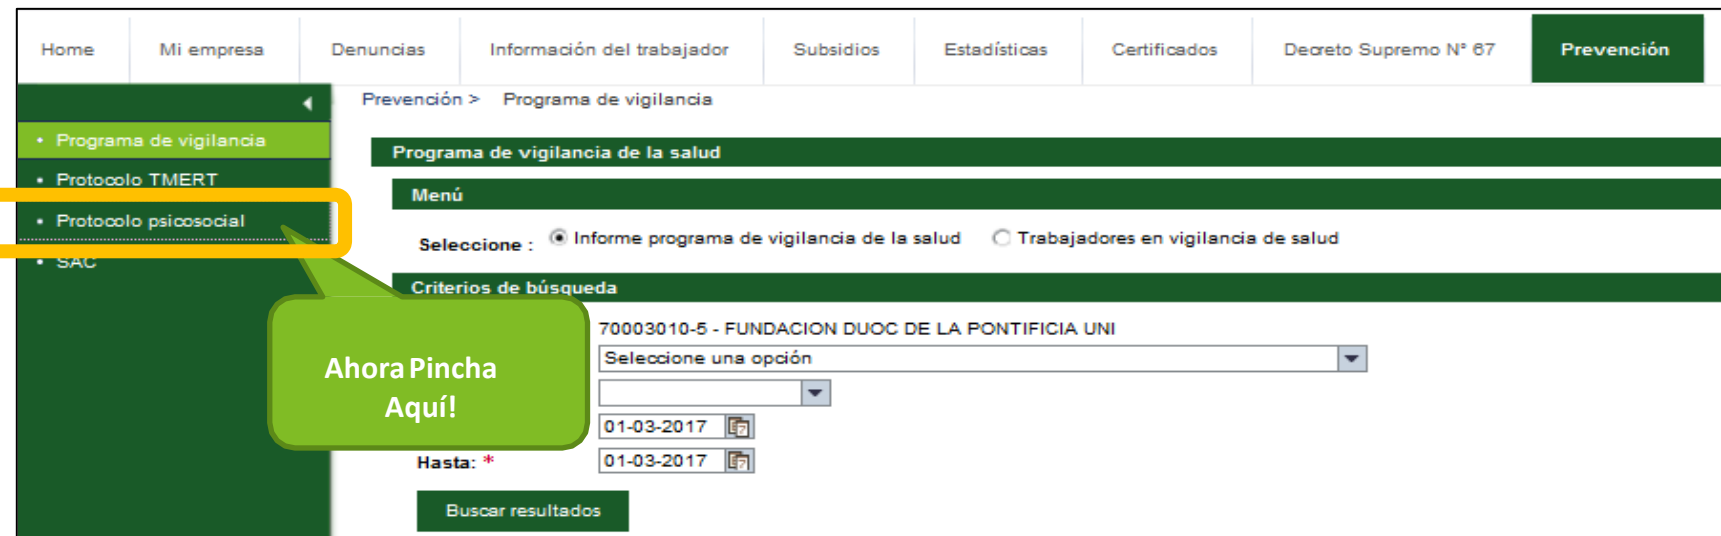 Home Mi empresa Denuncias Información del trabajador Subsidios Estadísticas Certificados Decreto Supremo N° 67 Prevención
Prevención > Programa de vigilancia
• Programa de vigilancia
• Protocolo TMERT
• Protocolo psicosocial
• SAC
Programa de vigilancia de la salud
Menú
Seleccione : Informe programa de vigilancia de la salud Trabajadores en vigilancia de salud
Criterios de búsqueda
70003010-5 - FUNDACION DUOC DE LA PONTIFICIA UNI
Seleccione una opción
01-03-2017
Hasta: * 01-03-2017
Buscar resultados
Ahora Pincha
Aquí!